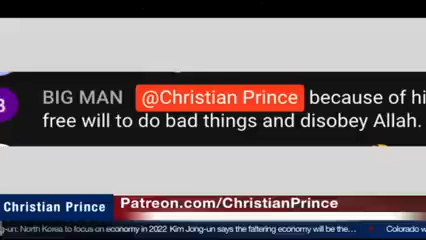 BIG MAN @Christian Prince because of hi
free will to do bad things and disobey Allah.
Christian Prince
Patreon.com/ChristianPrince
g-un: North Korea to focus on economy in 2022 Kim Jong-un says the faltering economy will be the... Colorado w